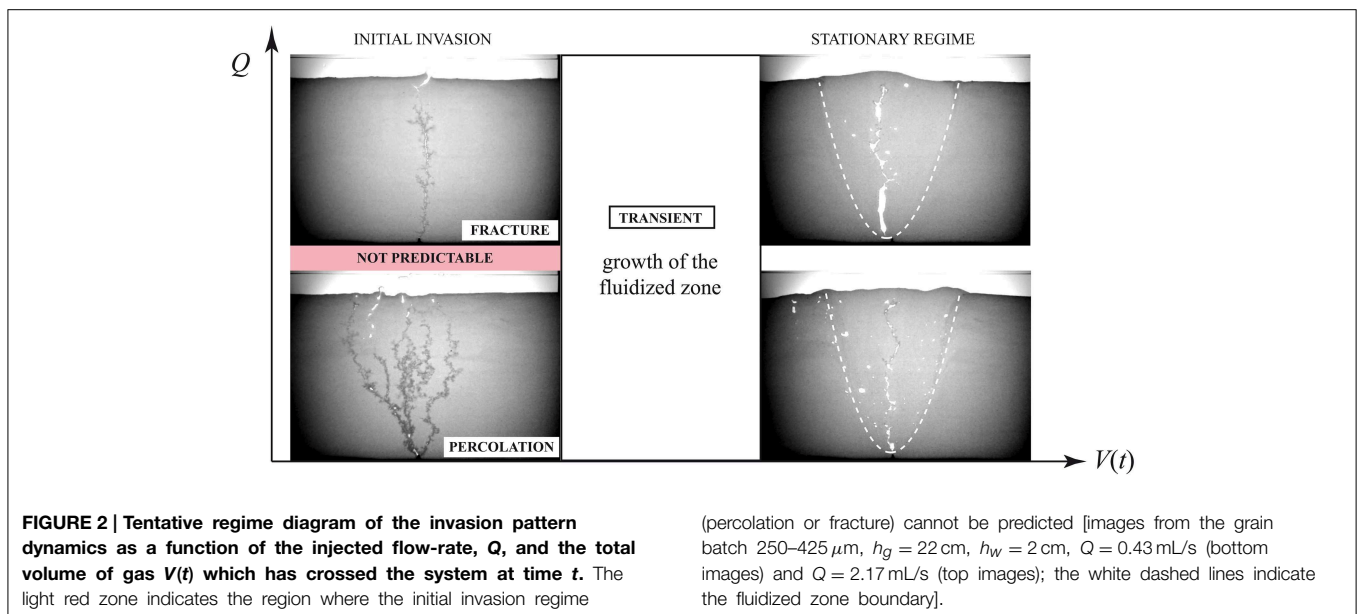 INITIAL INVASION
STATIONARY REGIME
Q
FRACTURE
NOT PREDICTABLE
PERCOLATION
TRANSIENT
growth of the
fluidized zone
V(t)
FIGURE 2 | Tentative regime diagram of the invasion pattern
dynamics as a function of the injected flow-rate, Q, and the total
volume of gas V(t) which has crossed the system at time t. The
light red zone indicates the region where the initial invasion regime
(percolation or fracture) cannot be predicted [images from the grain
batch 250–425 μm, h_g = 22 cm, h_w = 2 cm, Q = 0.43 mL/s (bottom
images) and Q = 2.17 mL/s (top images); the white dashed lines indicate
the fluidized zone boundary].